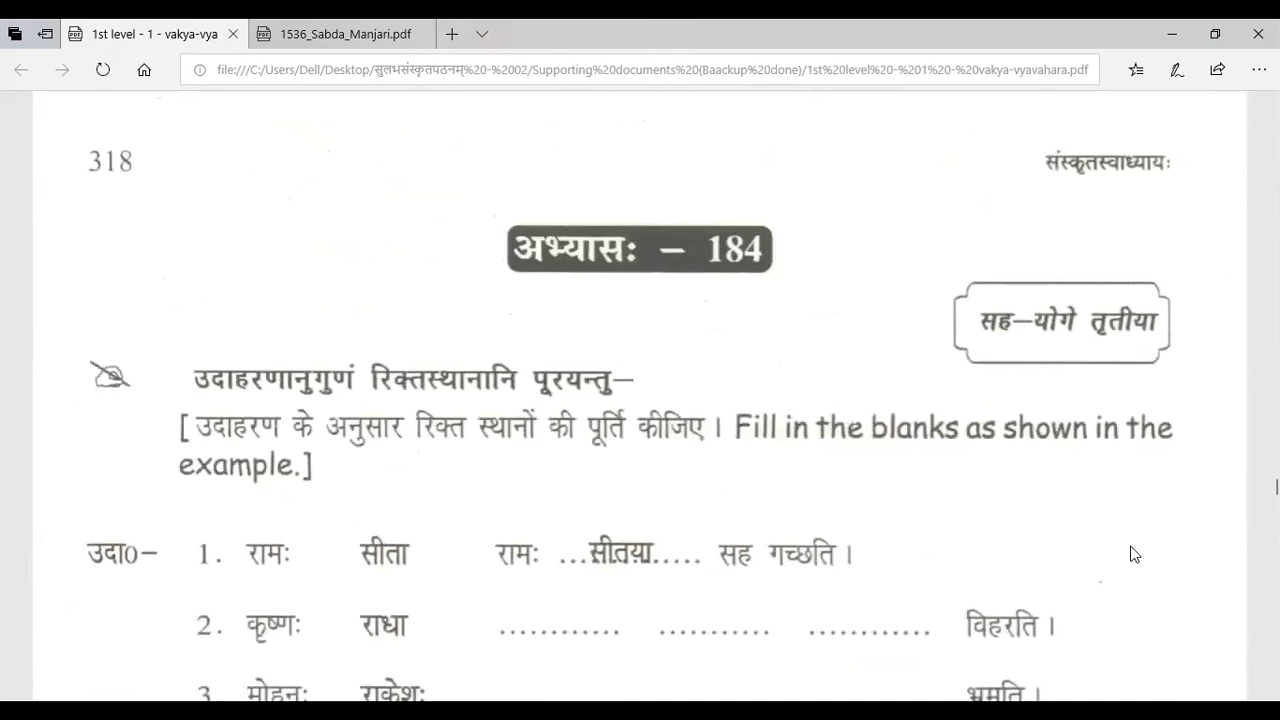 1st level - 1 - vakya-vya
1536_Sabda_Manjari.pdf
file:///C:/Users/Dell/Desktop/सुलभसंस्कृतपठनम्%20-%2002/Supporting%20documents%20(Baackup%20done)/1st%20level%20-%201%20-%20vakya-vyavahara.pdf
318 संस्कृतस्वाध्यायः
अभ्यासः – 184
सह–योगे तृतीया
उदाहरणानुगुणं रिक्तस्थानानि पूरयन्तु–
[ उदाहरण के अनुसार रिक्त स्थानों की पूर्ति कीजिए। Fill in the blanks as shown in the
example.]
उदा0– 1. रामः सीता रामः ...सीतया..... सह गच्छति।
2. कृष्णः राधा ............ ........... ............ विहरति।
3 मोहनः राकेशः भ्रमति।